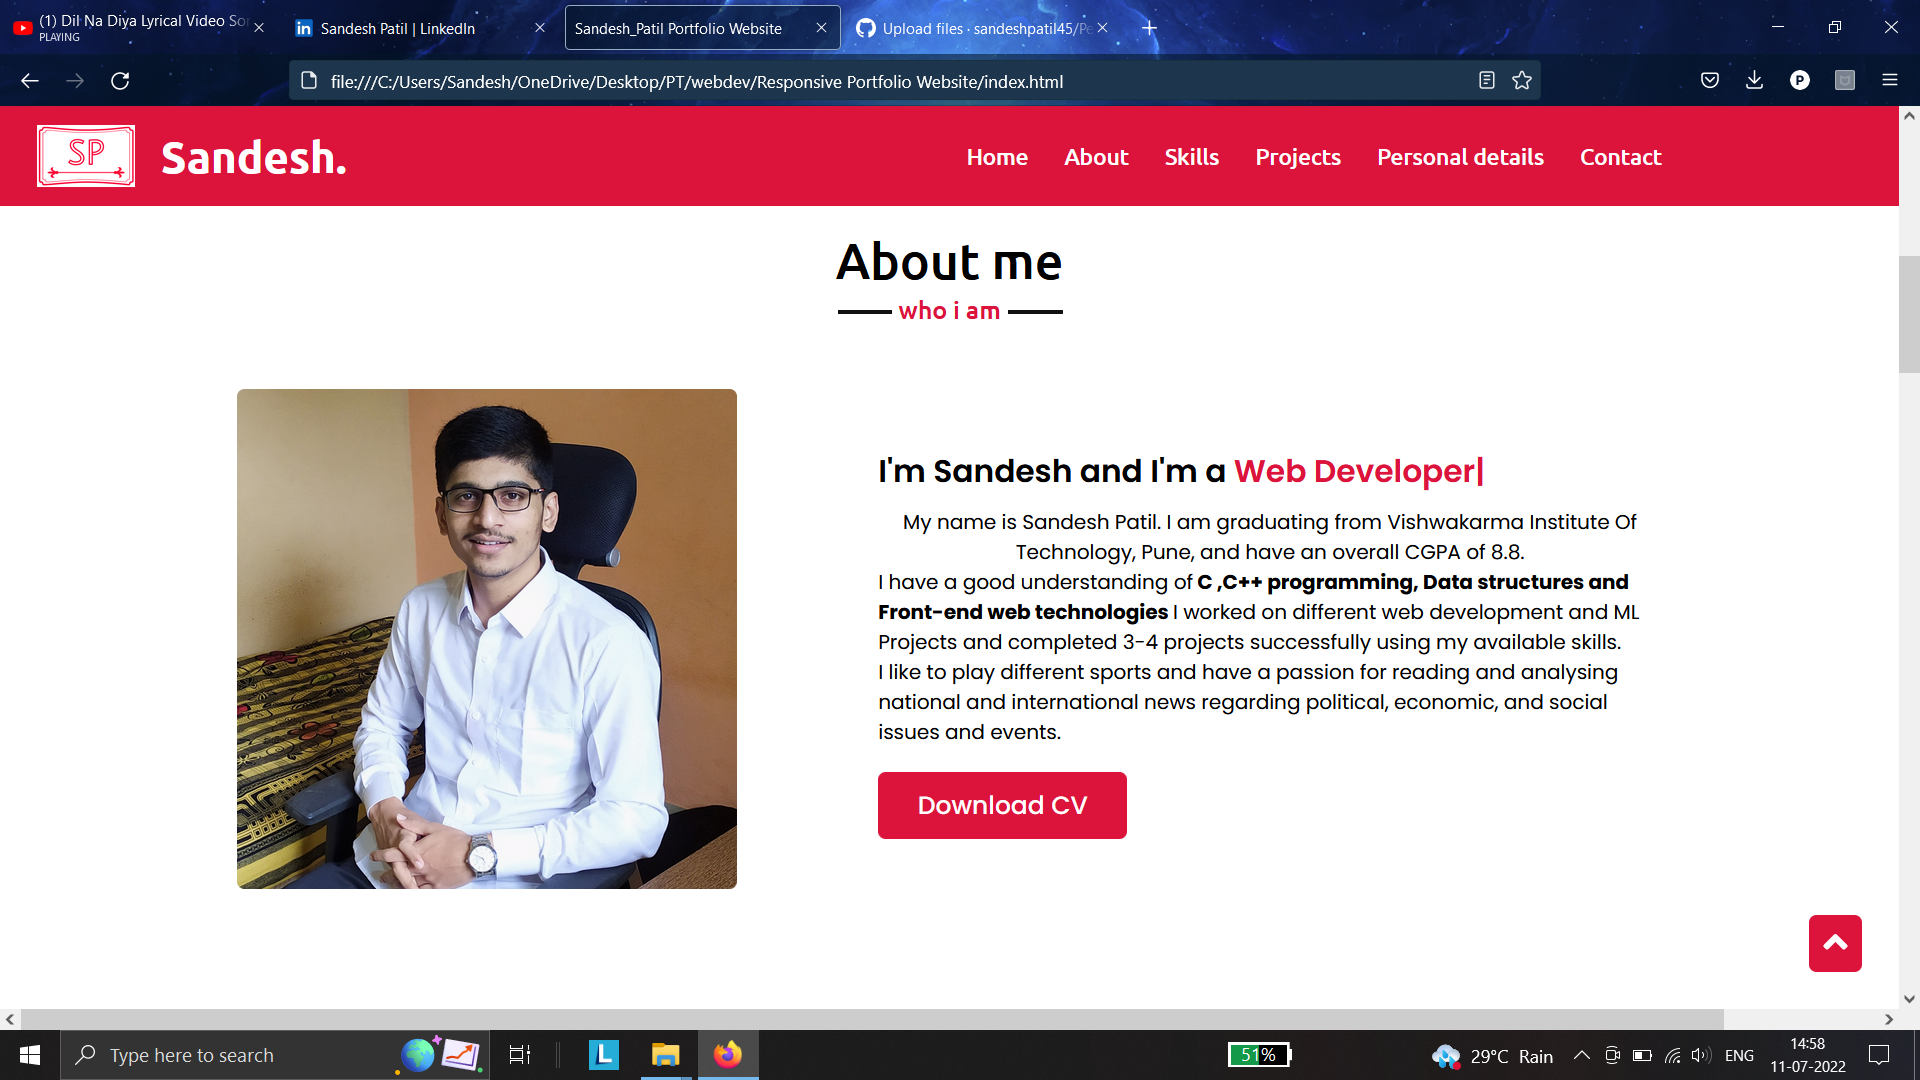 (1) Dil Na Diya Lyrical Video Son
PLAYING
Sandesh Patil | LinkedIn
Sandesh_Patil Portfolio Website
Upload files · sandeshpatil45/Pe
file:///C:/Users/Sandesh/OneDrive/Desktop/PT/webdev/Responsive Portfolio Website/index.html
P
SP
Sandesh.
Home
About
Skills
Projects
Personal details
Contact
About me
who i am
I'm Sandesh and I'm a Web Developer|
My name is Sandesh Patil. I am graduating from Vishwakarma Institute Of
Technology, Pune, and have an overall CGPA of 8.8.
I have a good understanding of C ,C++ programming, Data structures and
Front-end web technologies I worked on different web development and ML
Projects and completed 3-4 projects successfully using my available skills.
I like to play different sports and have a passion for reading and analysing
national and international news regarding political, economic, and social
issues and events.
Download CV
Type here to search
L
51%
29°C Rain
ENG
14:58
11-07-2022